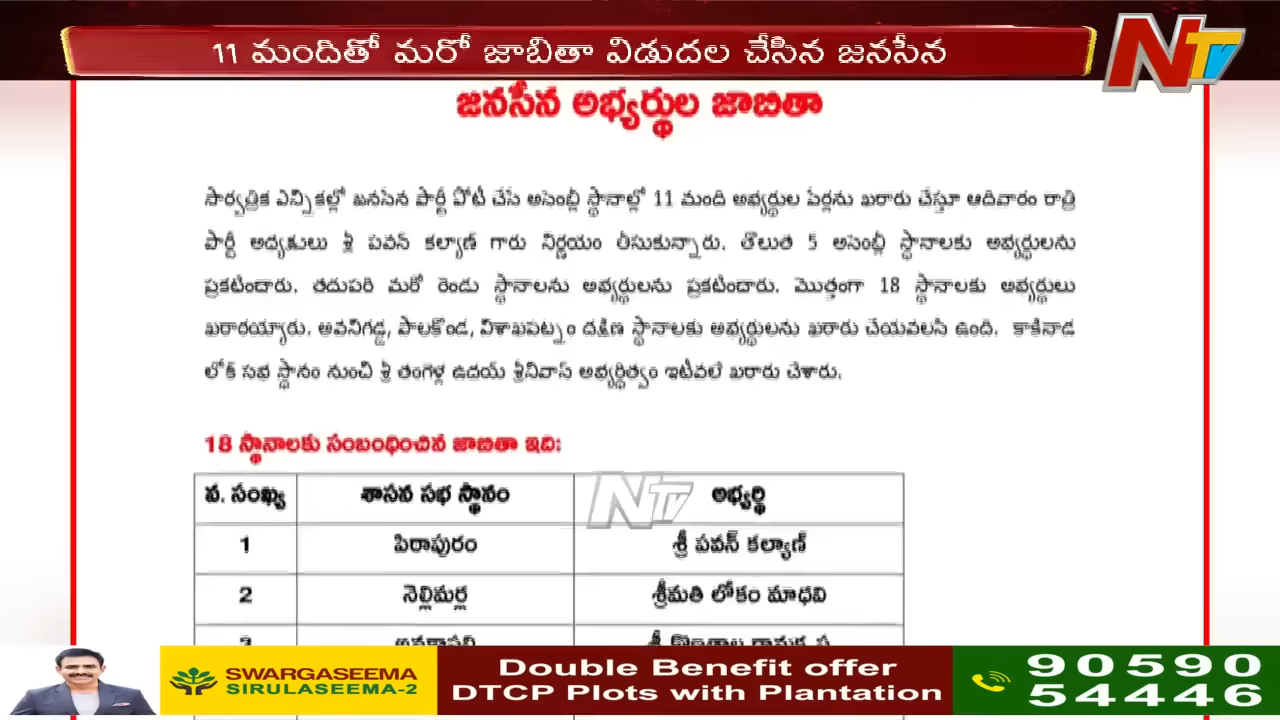 11 మందితో మరో జాబితా విడుదల చేసిన జనసేన
NTV
జనసేన అభ్యర్థుల జాబితా
సార్వత్రిక ఎన్నికల్లో జనసేన పార్టీ పోటీ చేసే అసెంబ్లీ స్థానాల్లో 11 మంది అభ్యర్థుల పేర్లను ఖరారు చేస్తూ ఆదివారం రాత్రి
పార్టీ అధ్యక్షులు శ్రీ పవన్ కల్యాణ్ గారు నిర్ణయం తీసుకున్నారు. తొలుత 5 అసెంబ్లీ స్థానాలకు అభ్యర్థులను
ప్రకటించారు. తదుపరి మరో రెండు స్థానాలను అభ్యర్థులను ప్రకటించారు. మొత్తంగా 18 స్థానాలకు అభ్యర్థులు
ఖరారయ్యారు. అవనిగడ్డ, పాలకొండ, విశాఖపట్నం దక్షిణ స్థానాలకు అభ్యర్థులను ఖరారు చేయవలసి ఉంది. కాకినాడ
లోక్ సభ స్థానం నుంచి శ్రీ తంగెళ్ల ఉదయ్ శ్రీనివాస్ అభ్యర్థిత్వం ఇటీవలే ఖరారు చేశారు.
18 స్థానాలకు సంబంధించిన జాబితా ఇది:
వ. సంఖ్య శాసన సభ స్థానం అభ్యర్థి
NTV
1 పిఠాపురం శ్రీ పవన్ కల్యాణ్
2 నెల్లిమర్ల శ్రీమతి లోకం మాధవి
SWARGASEEMA
SIRULASEEMA-2
Double Benefit offer
DTCP Plots with Plantation
90590
54446